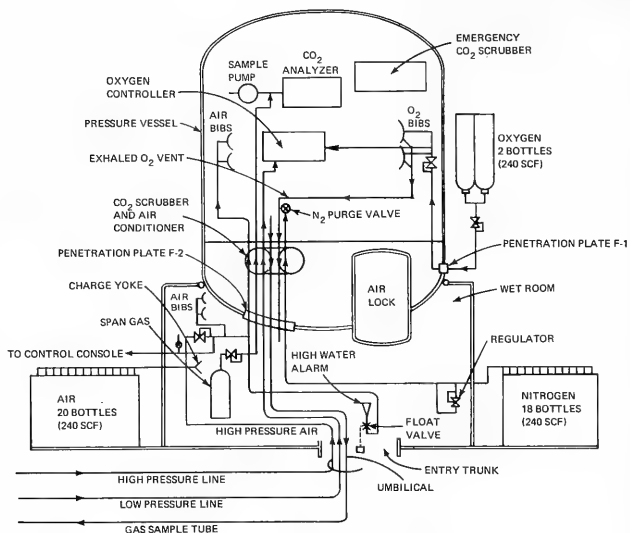 EMERGENCY
CO2 SCRUBBER
CO2
ANALYZER
SAMPLE
PUMP
OXYGEN
CONTROLLER
AIR
BIBS
O2
BIBS
PRESSURE VESSEL
OXYGEN
2 BOTTLES
(240 SCF)
EXHALED O2 VENT
CO2 SCRUBBER
AND AIR
CONDITIONER
N2 PURGE VALVE
PENETRATION PLATE F-1
PENETRATION PLATE F-2
AIR
LOCK
WET ROOM
CHARGE YOKE
AIR
BIBS
SPAN GAS
TO CONTROL CONSOLE
HIGH WATER
ALARM
REGULATOR
AIR
20 BOTTLES
(240 SCF)
NITROGEN
18 BOTTLES
(240 SCF)
HIGH PRESSURE AIR
FLOAT
VALVE
ENTRY TRUNK
HIGH PRESSURE LINE
UMBILICAL
LOW PRESSURE LINE
GAS SAMPLE TUBE